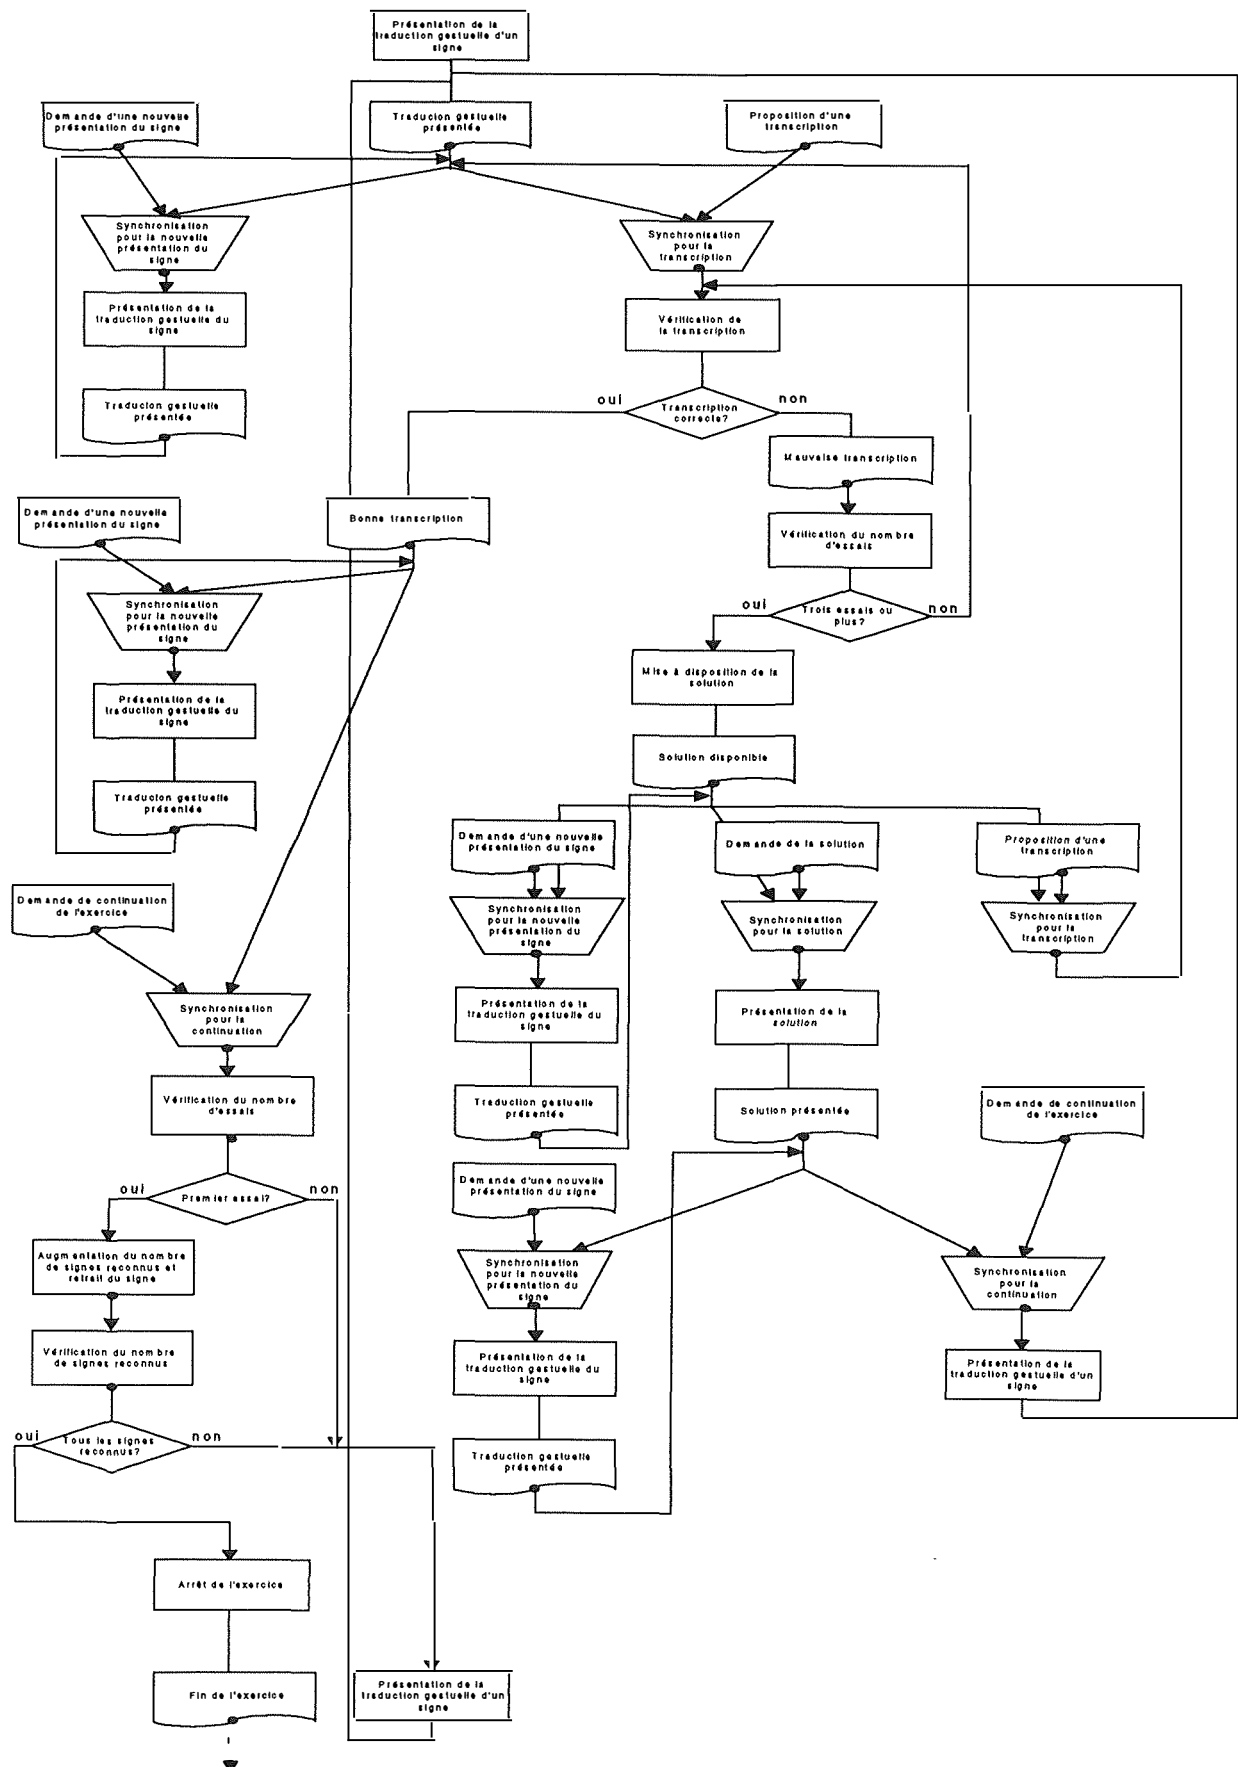 Présentation de la
traduction gestuelle d'un
signe
Demande d'une nouvelle
présentation du signe
Traducion gestuelle
présentée
Proposition d'une
transcription
Synchronisation
pour la nouvelle
présentation du
signe
Synchronisation
pour la
transcription
Présentation de la
traduction gestuelle du
signe
Vérification de
la transcription
Traducion gestuelle
présentée
oui
Transcription
correcte?
non
Mauvaise transcription
Demande d'une nouvelle
présentation du signe
Bonne transcription
Vérification du nombre
d'essais
Synchronisation
pour la nouvelle
présentation du
signe
oui
Trois essais ou
plus?
non
Mise à disposition de la
solution
Présentation de la
traduction gestuelle du
signe
Solution disponible
Traducion gestuelle
présentée
Demande d'une nouvelle
présentation du signe
Demande de la solution
Proposition d'une
transcription
Demande de continuation
de l'exercice
Synchronisation
pour la nouvelle
présentation du
signe
Synchronisation
pour la solution
Synchronisation
pour la
transcription
Synchronisation
pour la
continuation
Présentation de la
traduction gestuelle du
signe
Présentation de la
solution
Vérification du nombre
d'essais
Traduction gestuelle
présentée
Solution présentée
Demande de continuation
de l'exercice
oui
Premier essai?
non
Demande d'une nouvelle
présentation du signe
Augmentation du nombre
de signes reconnus et
retrait du signe
Synchronisation
pour la nouvelle
présentation du
signe
Synchronisation
pour la
continuation
Vérification du nombre
de signes reconnus
Présentation de la
traduction gestuelle du
signe
Présentation de la
traduction gestuelle d'un
signe
oui
Tous les signes
reconnus?
non
Traduction gestuelle
présentée
Arrêt de l'exercice
Fin de l'exercice
Présentation de la
traduction gestuelle d'un
signe